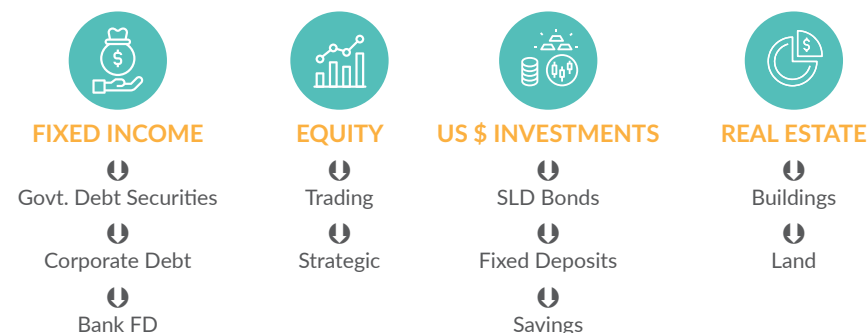 FIXED INCOME
Govt. Debt Securities
Corporate Debt
Bank FD
EQUITY
Trading
Strategic
US $ INVESTMENTS
SLD Bonds
Fixed Deposits
Savings
REAL ESTATE
Buildings
Land